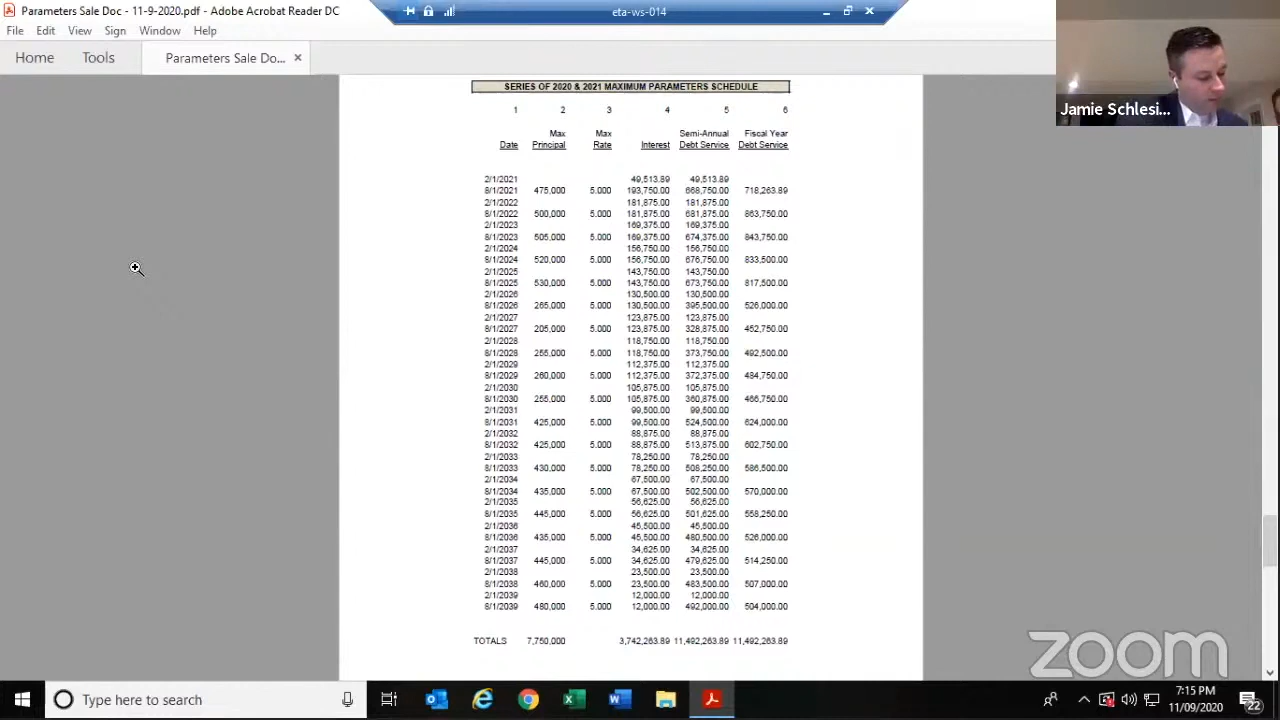 Parameters Sale Doc - 11-9-2020.pdf - Adobe Acrobat Reader DC
eta-ws-014
File Edit View Sign Window Help
Home Tools Parameters Sale Do...
Jamie Schlesi...
SERIES OF 2020 & 2021 MAXIMUM PARAMETERS SCHEDULE
1 2 3 4 5 6
Max Max Semi-Annual Fiscal Year
Date Principal Rate Interest Debt Service Debt Service
2/1/2021 49,513.89 49,513.89
8/1/2021 475,000 5.000 193,750.00 668,750.00 718,263.89
2/1/2022 181,875.00 181,875.00
8/1/2022 500,000 5.000 181,875.00 681,875.00 863,750.00
2/1/2023 169,375.00 169,375.00
8/1/2023 505,000 5.000 169,375.00 674,375.00 843,750.00
2/1/2024 156,750.00 156,750.00
8/1/2024 520,000 5.000 156,750.00 676,750.00 833,500.00
2/1/2025 143,750.00 143,750.00
8/1/2025 530,000 5.000 143,750.00 673,750.00 817,500.00
2/1/2026 130,500.00 130,500.00
8/1/2026 265,000 5.000 130,500.00 395,500.00 526,000.00
2/1/2027 123,875.00 123,875.00
8/1/2027 205,000 5.000 123,875.00 328,875.00 452,750.00
2/1/2028 118,750.00 118,750.00
8/1/2028 255,000 5.000 118,750.00 373,750.00 492,500.00
2/1/2029 112,375.00 112,375.00
8/1/2029 260,000 5.000 112,375.00 372,375.00 484,750.00
2/1/2030 105,875.00 105,875.00
8/1/2030 255,000 5.000 105,875.00 360,875.00 466,750.00
2/1/2031 99,500.00 99,500.00
8/1/2031 425,000 5.000 99,500.00 524,500.00 624,000.00
2/1/2032 88,875.00 88,875.00
8/1/2032 425,000 5.000 88,875.00 513,875.00 602,750.00
2/1/2033 78,250.00 78,250.00
8/1/2033 430,000 5.000 78,250.00 508,250.00 586,500.00
2/1/2034 67,500.00 67,500.00
8/1/2034 435,000 5.000 67,500.00 502,500.00 570,000.00
2/1/2035 56,625.00 56,625.00
8/1/2035 445,000 5.000 56,625.00 501,625.00 558,250.00
2/1/2036 45,500.00 45,500.00
8/1/2036 435,000 5.000 45,500.00 480,500.00 526,000.00
2/1/2037 34,625.00 34,625.00
8/1/2037 445,000 5.000 34,625.00 479,625.00 514,250.00
2/1/2038 23,500.00 23,500.00
8/1/2038 460,000 5.000 23,500.00 483,500.00 507,000.00
2/1/2039 12,000.00 12,000.00
8/1/2039 480,000 5.000 12,000.00 492,000.00 504,000.00
TOTALS 7,750,000 3,742,263.89 11,492,263.89 11,492,263.89
zoom
Type here to search
7:15 PM
11/09/2020
22